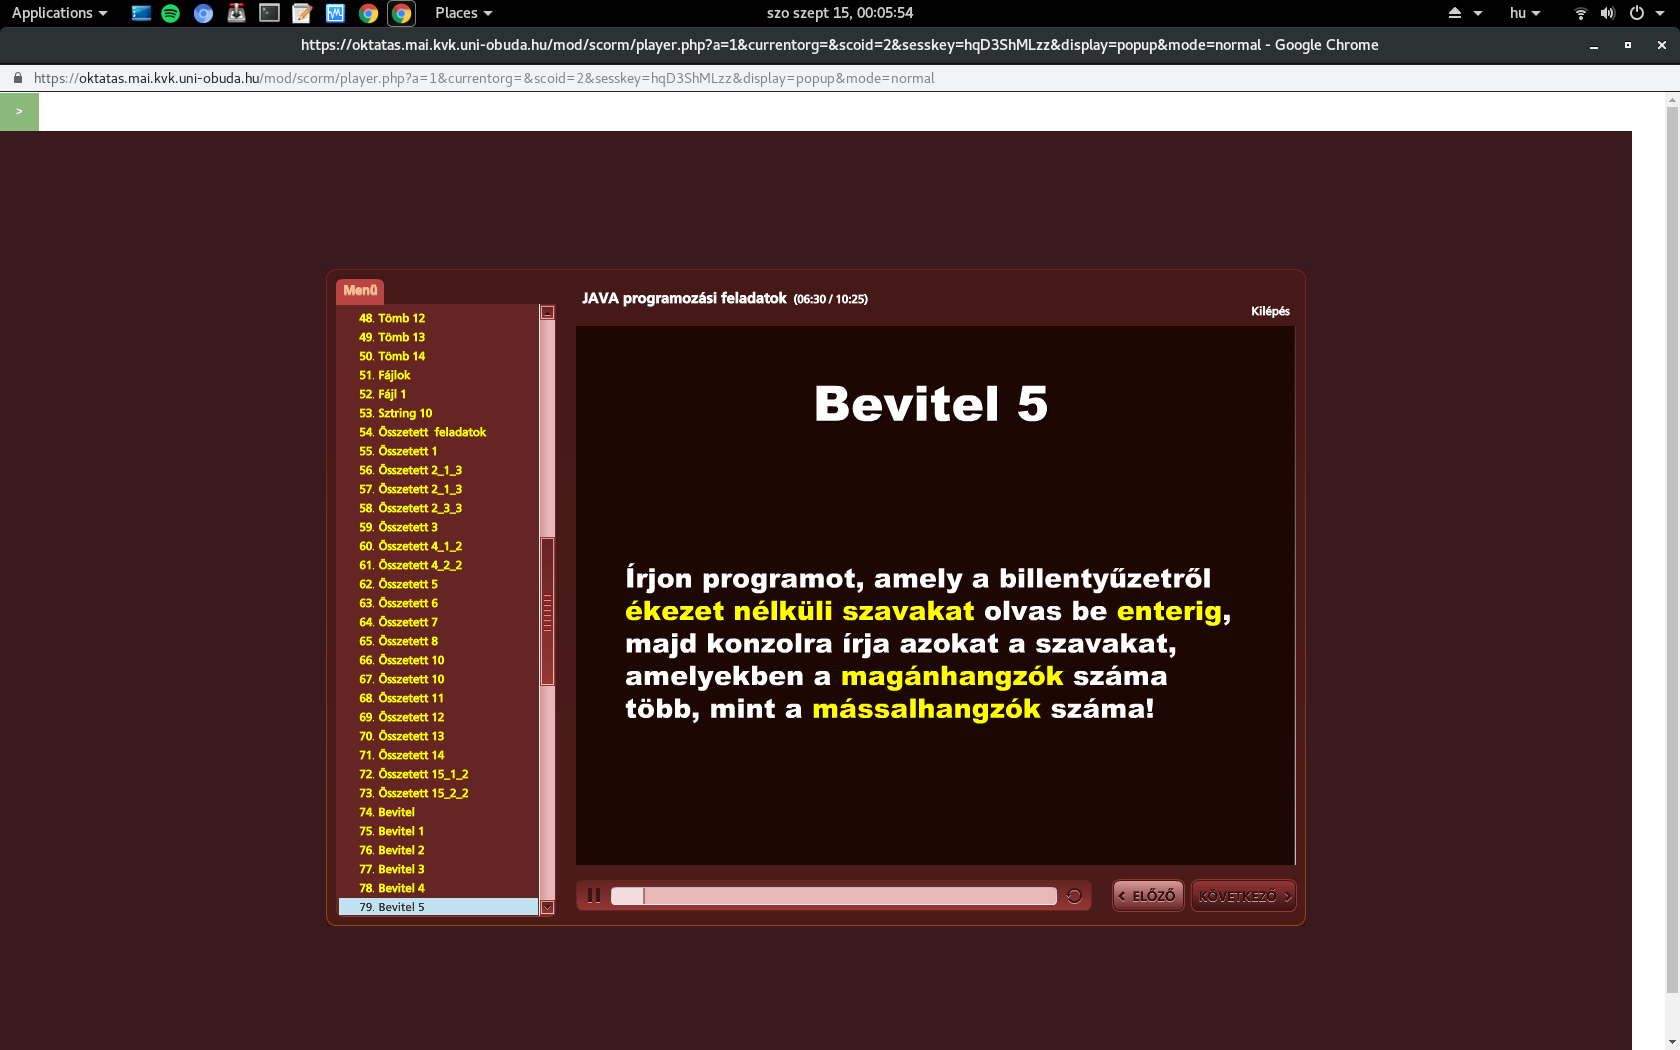 Applications
Places
szo szept 15, 00:05:54
hu
https://oktatas.mai.kvk.uni-obuda.hu/mod/scorm/player.php?a=1&currentorg=&scoid=2&sesskey=hqD3ShMLzz&display=popup&mode=normal - Google Chrome
https://oktatas.mai.kvk.uni-obuda.hu/mod/scorm/player.php?a=1&currentorg=&scoid=2&sesskey=hqD3ShMLzz&display=popup&mode=normal
>
Menü
48. Tömb 12
49. Tömb 13
50. Tömb 14
51. Fájlok
52. Fájl 1
53. Sztring 10
54. Összetett feladatok
55. Összetett 1
56. Összetett 2_1_3
57. Összetett 2_1_3
58. Összetett 2_3_3
59. Összetett 3
60. Összetett 4_1_2
61. Összetett 4_2_2
62. Összetett 5
63. Összetett 6
64. Összetett 7
65. Összetett 8
66. Összetett 10
67. Összetett 10
68. Összetett 11
69. Összetett 12
70. Összetett 13
71. Összetett 14
72. Összetett 15_1_2
73. Összetett 15_2_2
74. Bevitel
75. Bevitel 1
76. Bevitel 2
77. Bevitel 3
78. Bevitel 4
79. Bevitel 5
JAVA programozási feladatok (06:30 / 10:25)
Kilépés
Bevitel 5
Írjon programot, amely a billentyűzetről
ékezet nélküli szavakat olvas be enterig,
majd konzolra írja azokat a szavakat,
amelyekben a magánhangzók száma
több, mint a mássalhangzók száma!
< ELŐZŐ
KÖVETKEZŐ >